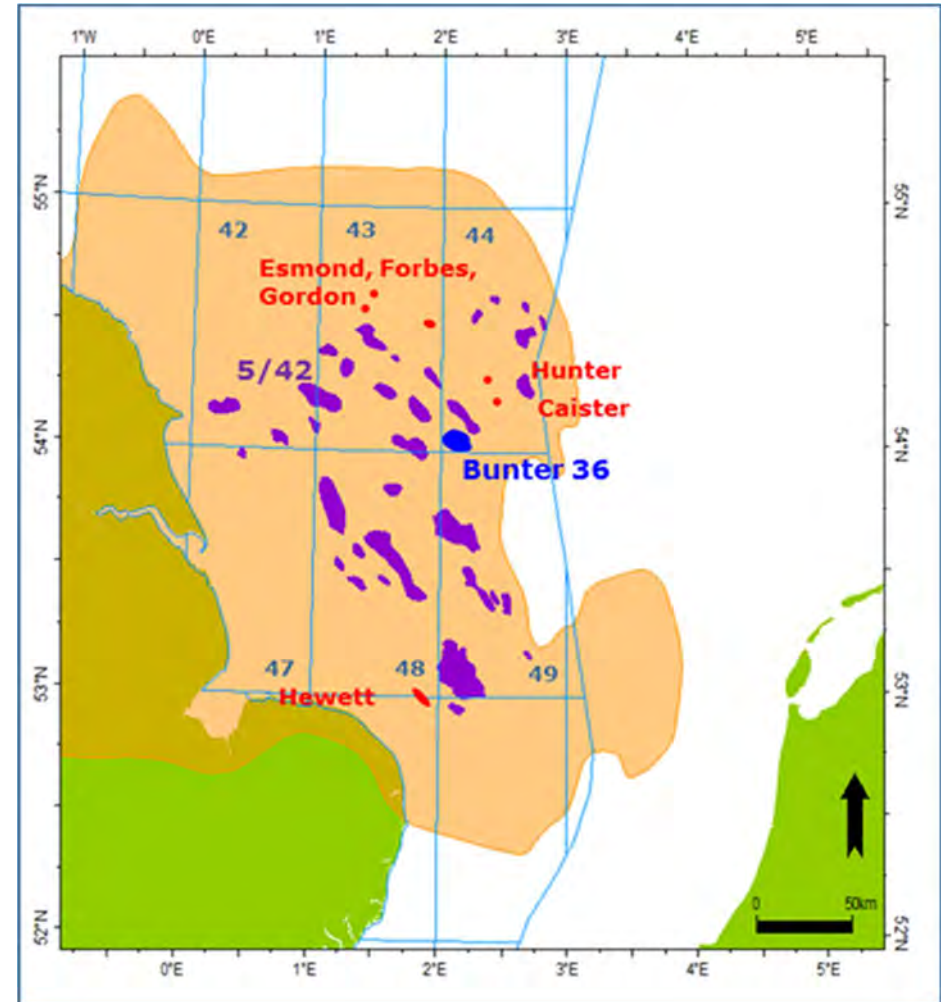 1°W 0°E 1°E 2°E 3°E 4°E 5°E
55°N 55°N
42 43 44
Esmond, Forbes,
Gordon
5/42
Hunter
Caister
54°N 54°N
Bunter 36
53°N 53°N
47 48 49
Hewett
0 50km
52°N 52°N
0°E 1°E 2°E 3°E 4°E 5°E